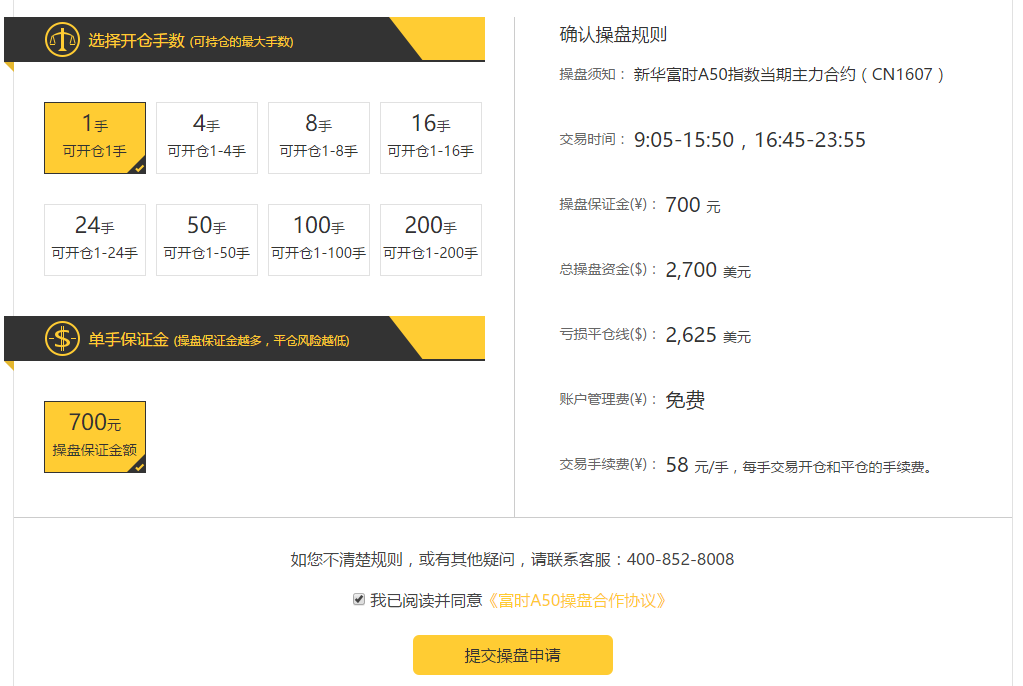 选择开仓手数 (可持仓的最大手数)
1手
可开仓1手
4手
可开仓1-4手
8手
可开仓1-8手
16手
可开仓1-16手
24手
可开仓1-24手
50手
可开仓1-50手
100手
可开仓1-100手
200手
可开仓1-200手
单手保证金 (操盘保证金越多，平仓风险越低)
700元
操盘保证金额
确认操盘规则
操盘须知： 新华富时A50指数当期主力合约（CN1607）
交易时间： 9:05-15:50，16:45-23:55
操盘保证金(¥)： 700 元
总操盘资金($)： 2,700 美元
亏损平仓线($)： 2,625 美元
账户管理费(¥)： 免费
交易手续费(¥)： 58 元/手，每手交易开仓和平仓的手续费。
如您不清楚规则，或有其他疑问，请联系客服：400-852-8008
我已阅读并同意《富时A50操盘合作协议》
提交操盘申请